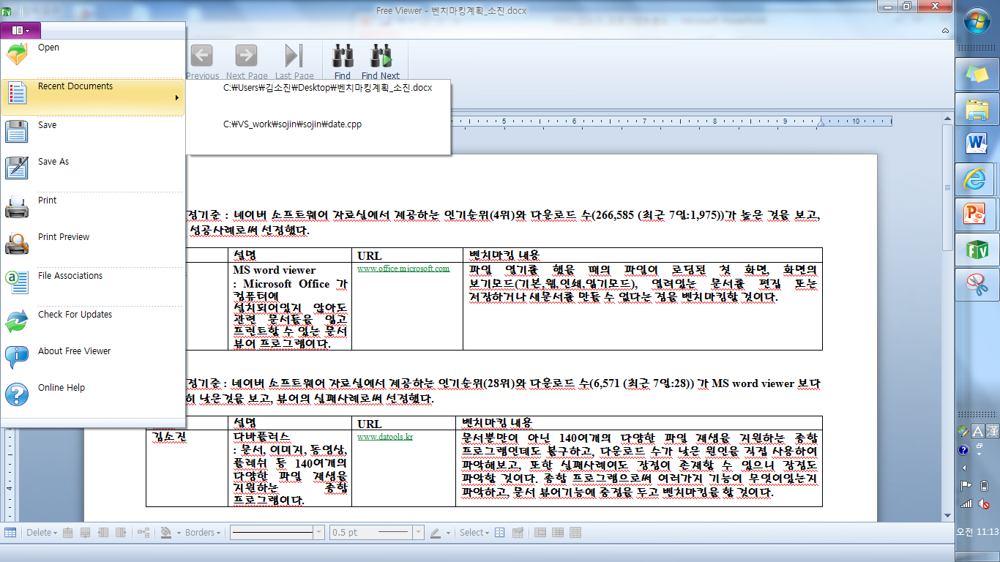 Free Viewer - 벤치마킹계획_소진.docx
Open
Recent Documents
Save
Save As
Print
Print Preview
File Associations
Check For Updates
About Free Viewer
Online Help
Previous
Next Page
Last Page
Find
Find Next
C:₩Users₩김소진₩Desktop₩벤치마킹계획_소진.docx
C:₩VS_work₩sojin₩sojin₩date.cpp
5 6 7 8 9 10
정기준 : 네이버 소프트웨어 자료실에서 제공하는 인기순위(4위)와 다운로드 수(266,585 (최근 7일:1,975))가 높은 것을 보고,
성공사례로써 선정했다.
설명
URL
벤치마킹 내용
MS word viewer
: Microsoft Office 가
컴퓨터에
설치되어있지 않아도
관련 문서들을 읽고
프린트할 수 있는 문서
뷰어 프로그램이다.
www.office.microsoft.com
파일 열기를 했을 때의 파일이 로딩된 첫 화면, 화면의
보기모드(기본,웹,인쇄,읽기모드), 열려있는 문서를 편집 또는
저장하거나 새문서를 만들 수 없다는 점을 벤치마킹할 것이다.
정기준 : 네이버 소프트웨어 자료실에서 제공하는 인기순위(28위)와 다운로드 수(6,571 (최근 7일:28)) 가 MS word viewer 보다
히 낮은것을 보고, 뷰어의 실패사례로써 선정했다.
설명
URL
벤치마킹 내용
김소진
다바플러스
: 문서, 이미지, 동영상,
플레쉬 등 140여개의
다양한 파일 재생을
지원하는 종합
프로그램이다.
www.datools.kr
문서뿐만이 아닌 140여개의 다양한 파일 재생을 지원하는 종합
프로그램인데도 불구하고, 다운로드 수가 낮은 원인을 직접 사용하여
파악해보고, 또한 실패사례여도 장점이 존재할 수 있으니 장점도
파악할 것이다. 종합 프로그램으로써 여러가지 기능이 무엇이있는지
파악하고, 문서 뷰어기능에 중점을 두고 벤치마킹을 할 것이다.
4
Delete
Borders
0.5 pt
Select
A 漢
오전 11:13